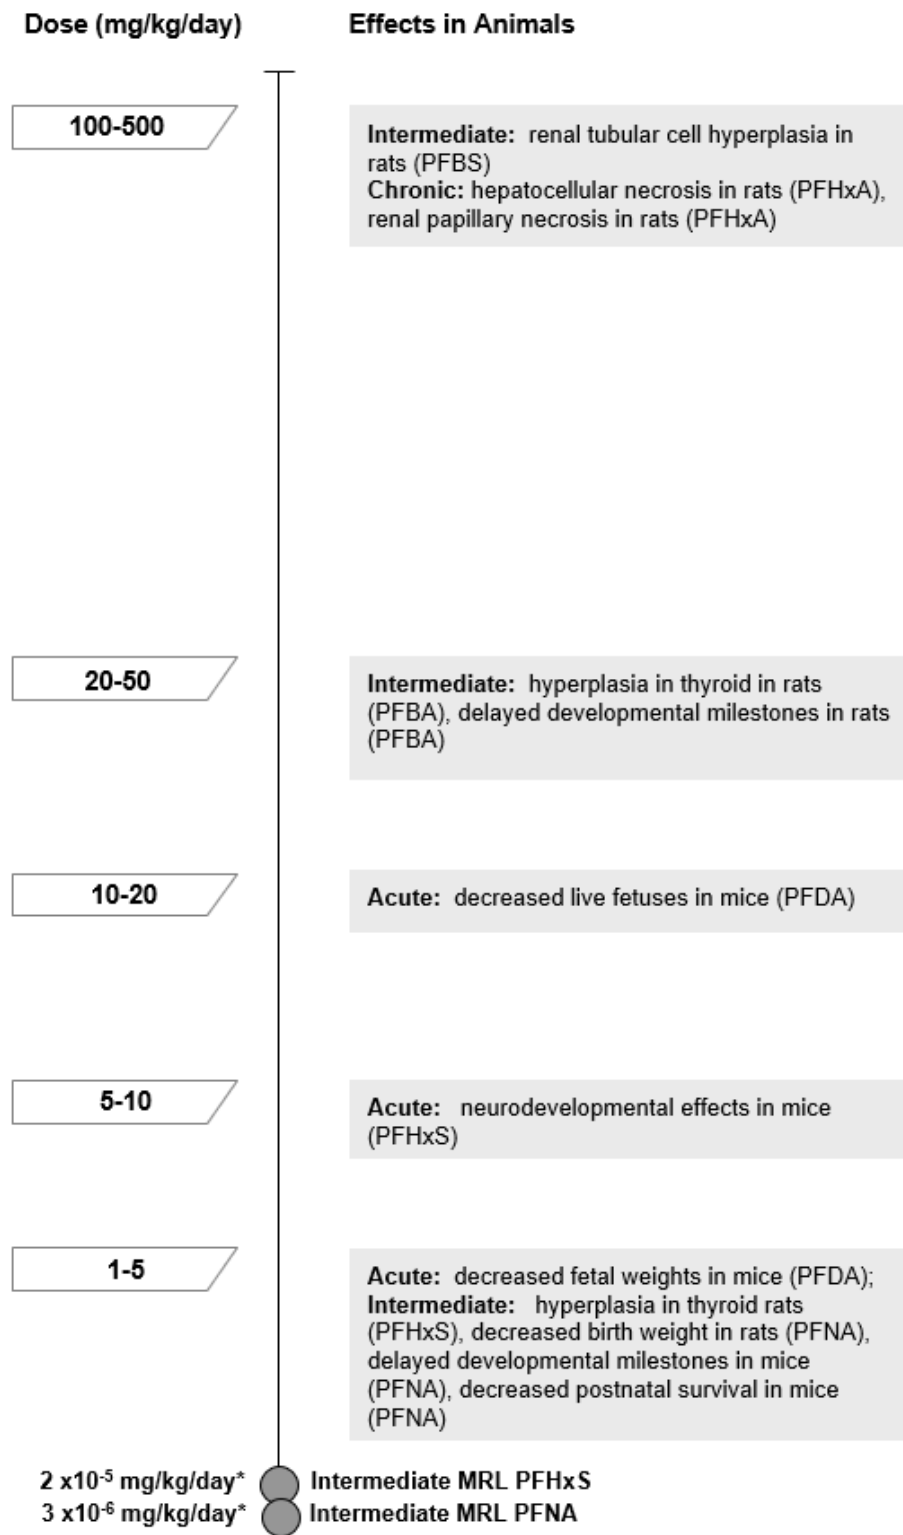 Dose (mg/kg/day) Effects in Animals
100-500
Intermediate: renal tubular cell hyperplasia in
rats (PFBS)
Chronic: hepatocellular necrosis in rats (PFHxA),
renal papillary necrosis in rats (PFHxA)
20-50
Intermediate: hyperplasia in thyroid in rats
(PFBA), delayed developmental milestones in rats
(PFBA)
10-20
Acute: decreased live fetuses in mice (PFDA)
5-10
Acute: neurodevelopmental effects in mice
(PFHxS)
1-5
Acute: decreased fetal weights in mice (PFDA);
Intermediate: hyperplasia in thyroid rats
(PFHxS), decreased birth weight in rats (PFNA),
delayed developmental milestones in mice
(PFNA), decreased postnatal survival in mice
(PFNA)
2 x10⁻⁵ mg/kg/day* Intermediate MRL PFHxS
3 x10⁻⁶ mg/kg/day* Intermediate MRL PFNA